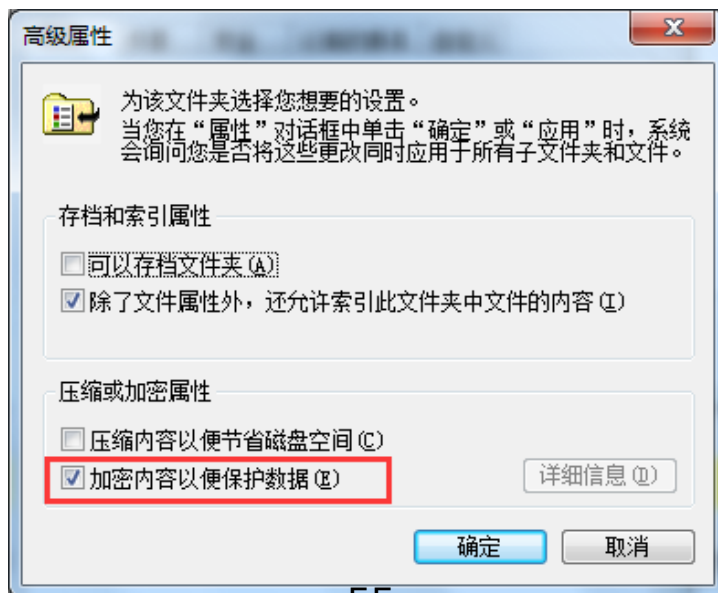 高级属性
为该文件夹选择您想要的设置。
当您在“属性”对话框中单击“确定”或“应用”时，系统
会询问您是否将这些更改同时应用于所有子文件夹和文件。
存档和索引属性
可以存档文件夹(A)
除了文件属性外，还允许索引此文件夹中文件的内容(I)
压缩或加密属性
压缩内容以便节省磁盘空间(C)
加密内容以便保护数据(E)
详细信息(D)
确定
取消